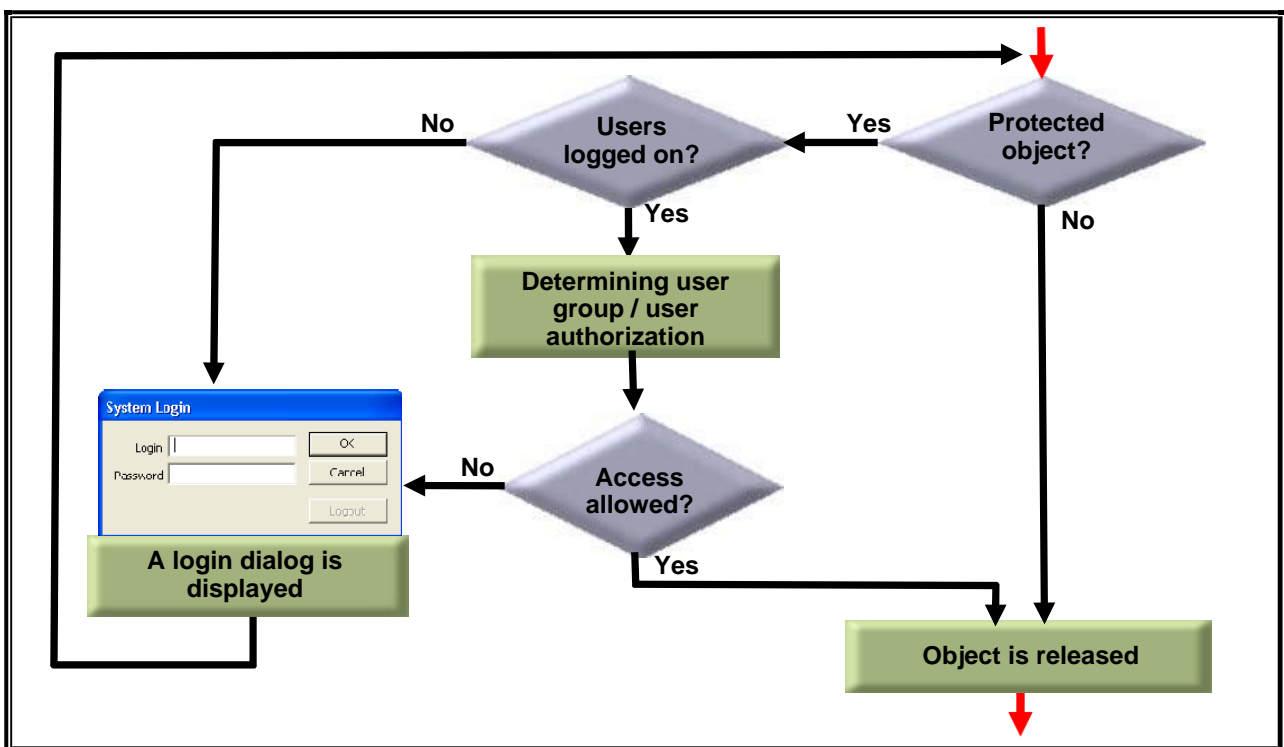 Protected
object?
Yes
No
Users
logged on?
No
Yes
Determining user
group / user
authorization
Access
allowed?
No
Yes
System Login
Login
OK
Password
Cancel
Logout
A login dialog is
displayed
Object is released